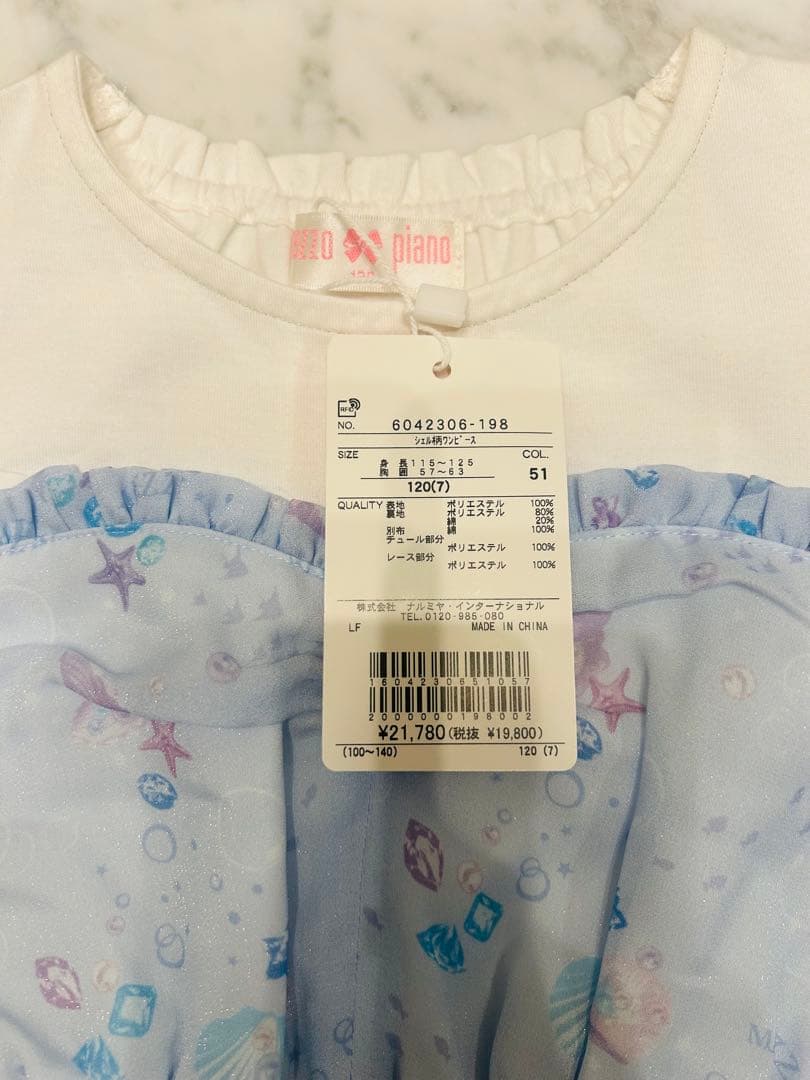 piano
RFID
NO. 6042306-198
シェル柄ワンピース
SIZE 身長115～125 COL.
胸囲 57～63 51
120(7)
QUALITY 表地 ポリエステル 100%
裏地 ポリエステル 80%
綿 20%
別布 綿 100%
チュール部分
ポリエステル 100%
レース部分
ポリエステル 100%
株式会社 ナルミヤ・インターナショナル
TEL.0120-985-080
LF MADE IN CHINA
1604230651057
2000000198002
¥21,780(税抜 ¥19,800)
(100～140) 120 (7)